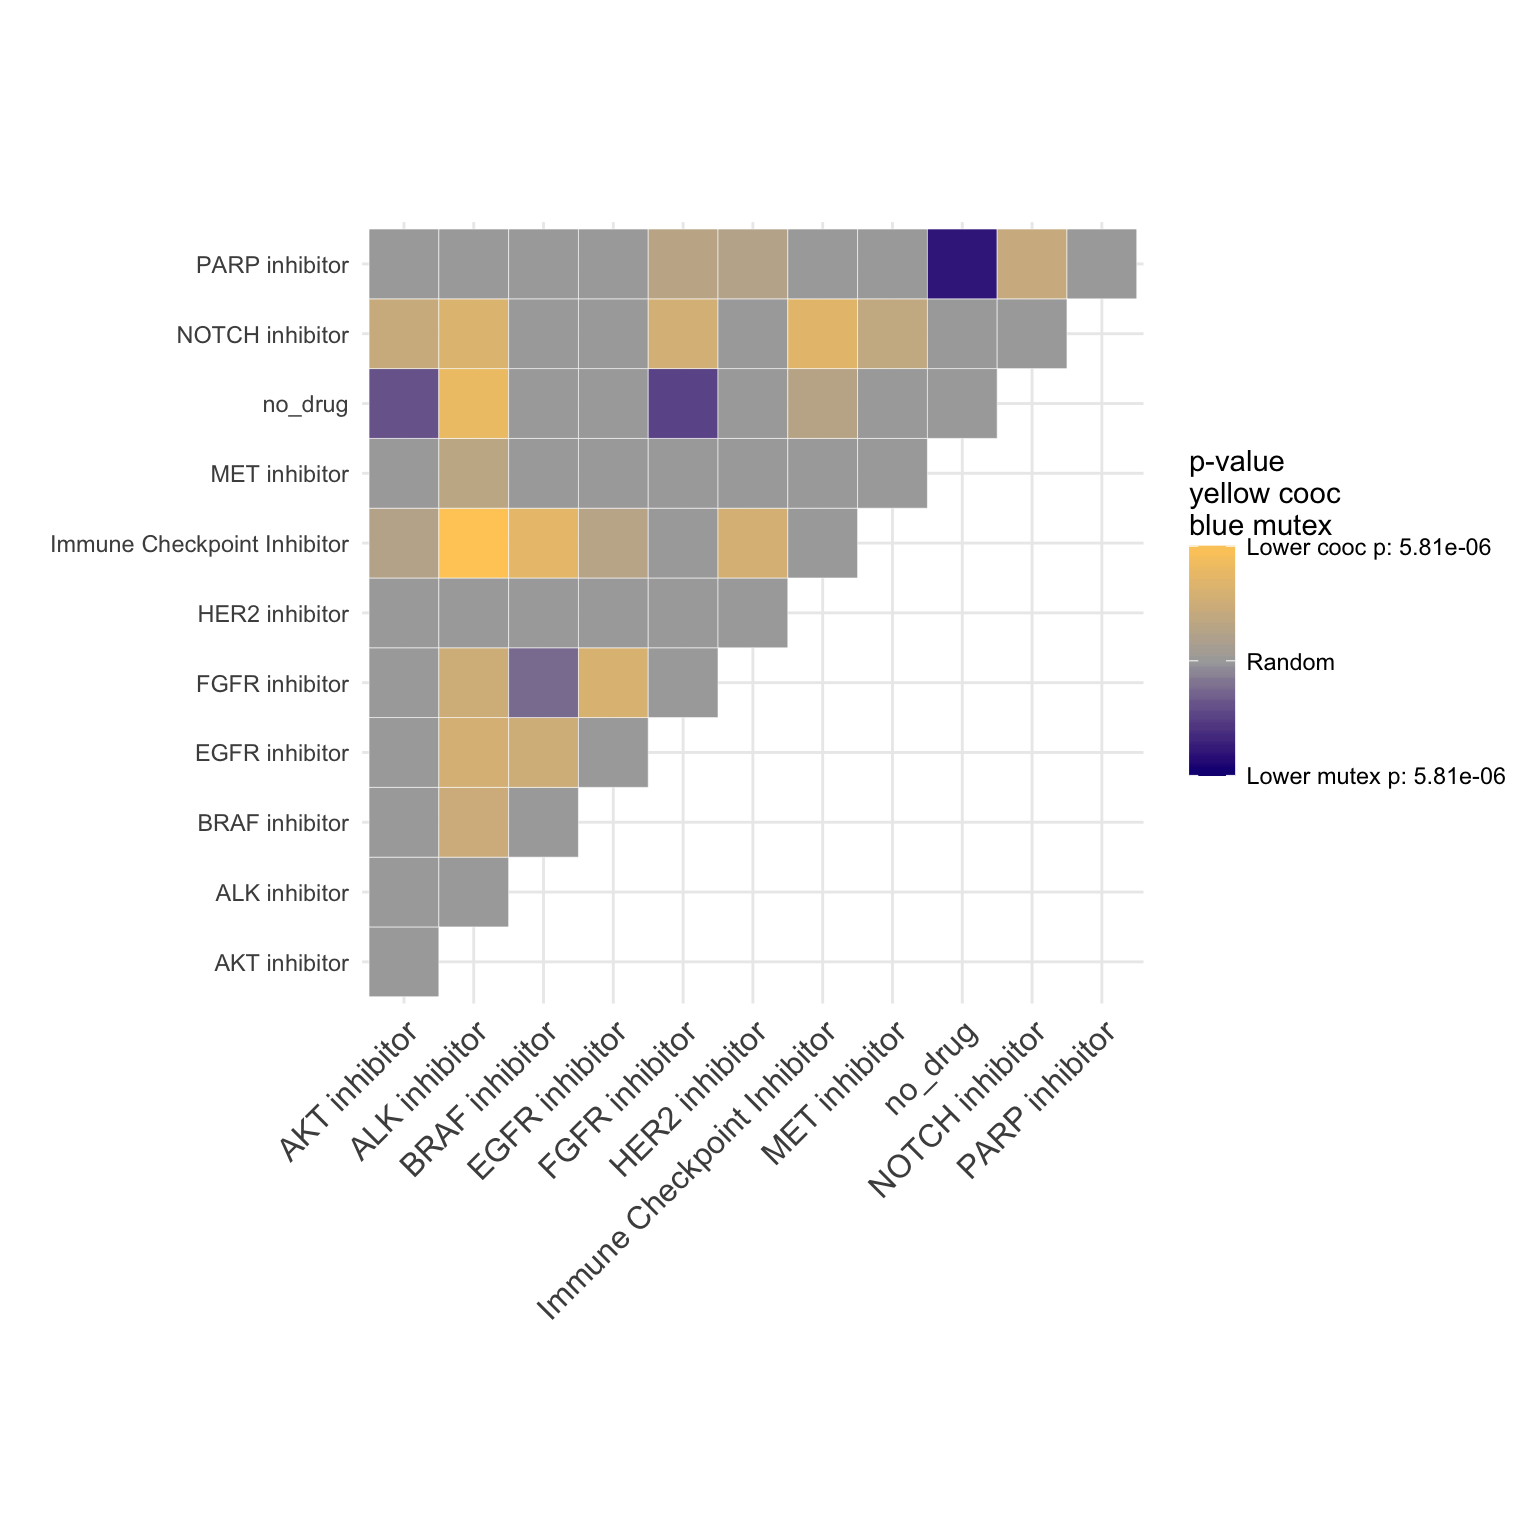 PARP inhibitor
NOTCH inhibitor
no_drug
MET inhibitor
Immune Checkpoint Inhibitor
HER2 inhibitor
FGFR inhibitor
EGFR inhibitor
BRAF inhibitor
ALK inhibitor
AKT inhibitor
AKT inhibitor
ALK inhibitor
BRAF inhibitor
EGFR inhibitor
FGFR inhibitor
HER2 inhibitor
Immune Checkpoint Inhibitor
MET inhibitor
no_drug
NOTCH inhibitor
PARP inhibitor
p-value
yellow cooc
blue mutex
Lower cooc p: 5.81e-06
Random
Lower mutex p: 5.81e-06